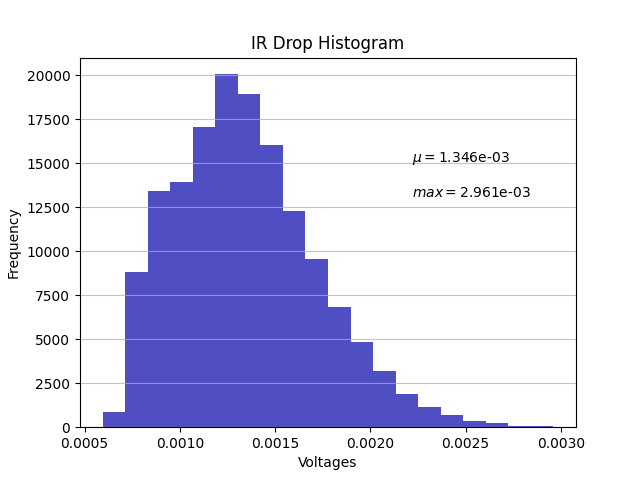 IR Drop Histogram
20000
17500
15000
12500
10000
7500
5000
2500
0
Frequency
μ = 1.346e-03
max = 2.961e-03
0.0005 0.0010 0.0015 0.0020 0.0025 0.0030
Voltages